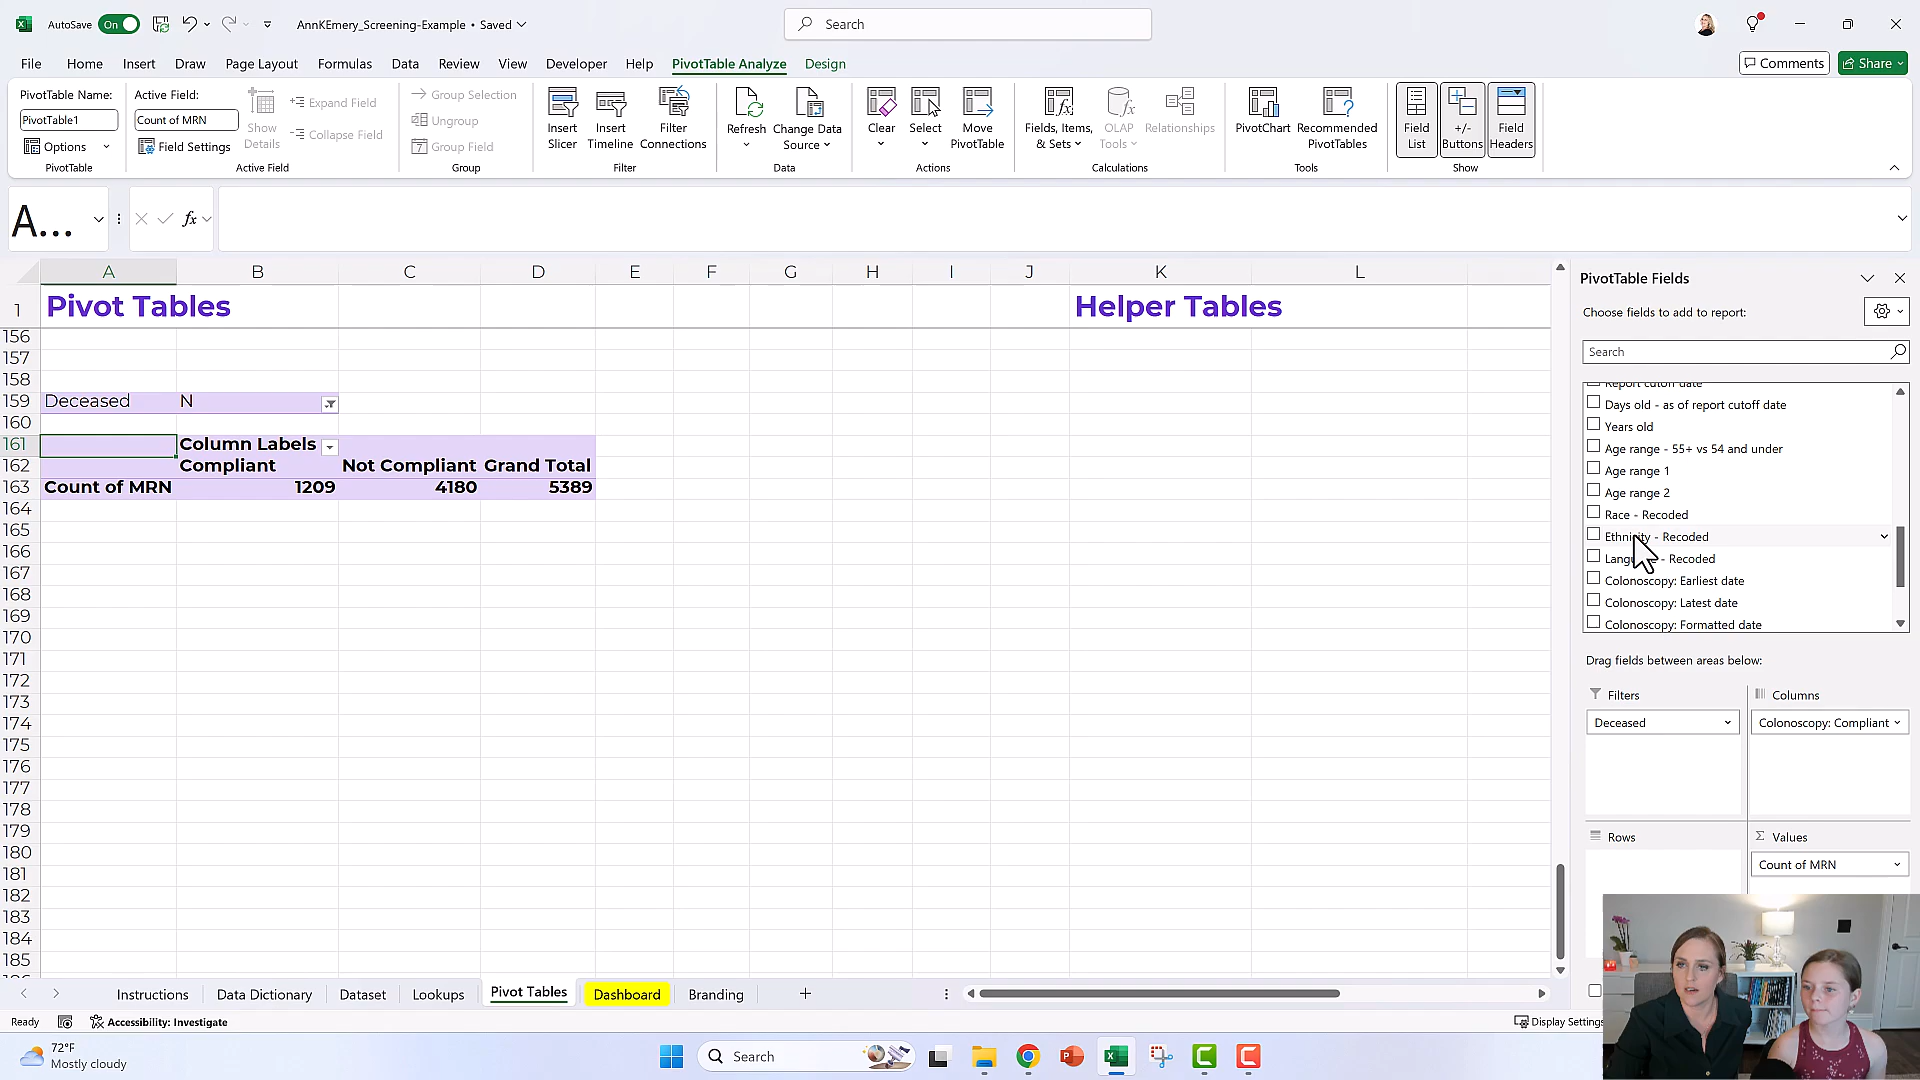 AutoSave On AnnKEmery_Screening-Example • Saved Search
File Home Insert Draw Page Layout Formulas Data Review View Developer Help PivotTable Analyze Design Comments Share
PivotTable Name: Active Field: Group Selection
PivotTable1 Count of MRN Show Details Expand Field Collapse Field Ungroup
Options Field Settings Group Field
Insert Slicer Insert Timeline Filter Connections Refresh Change Data Source Clear Select Move PivotTable Fields, Items, & Sets OLAP Tools Relationships PivotChart Recommended PivotTables Field List +/- Buttons Field Headers
PivotTable Active Field Group Filter Data Actions Calculations Tools Show
A... fx
A B C D E F G H I J K L
1 Pivot Tables Helper Tables
156
157
158
159 Deceased N
160
161 Column Labels
162 Compliant Not Compliant Grand Total
163 Count of MRN 1209 4180 5389
164
165
166
167
168
169
170
171
172
173
174
175
176
177
178
179
180
181
182
183
184
185
PivotTable Fields
Choose fields to add to report:
Search
Report cutoff date
Days old - as of report cutoff date
Years old
Age range - 55+ vs 54 and under
Age range 1
Age range 2
Race - Recoded
Ethnicity - Recoded
- Recoded
Colonoscopy: Earliest date
Colonoscopy: Latest date
Colonoscopy: Formatted date
Drag fields between areas below:
Filters Columns
Deceased Colonoscopy: Compliant
Rows Values
Count of MRN
Instructions Data Dictionary Dataset Lookups Pivot Tables Dashboard Branding
Ready Accessibility: Investigate Display Settings
72°F
Mostly cloudy
Search